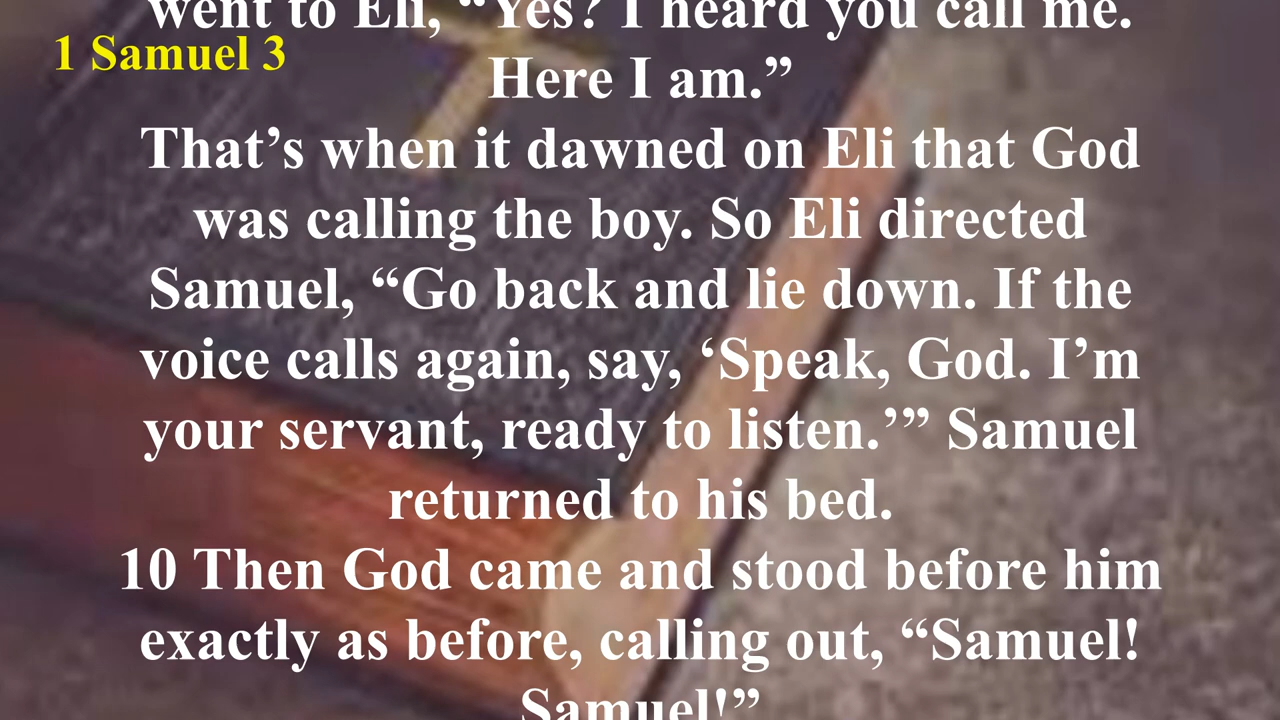 went to Eli, “Yes? I heard you call me.
1 Samuel 3
Here I am.”
That’s when it dawned on Eli that God
was calling the boy. So Eli directed
Samuel, “Go back and lie down. If the
voice calls again, say, ‘Speak, God. I’m
your servant, ready to listen.’” Samuel
returned to his bed.
10 Then God came and stood before him
exactly as before, calling out, “Samuel!
Samuel!”